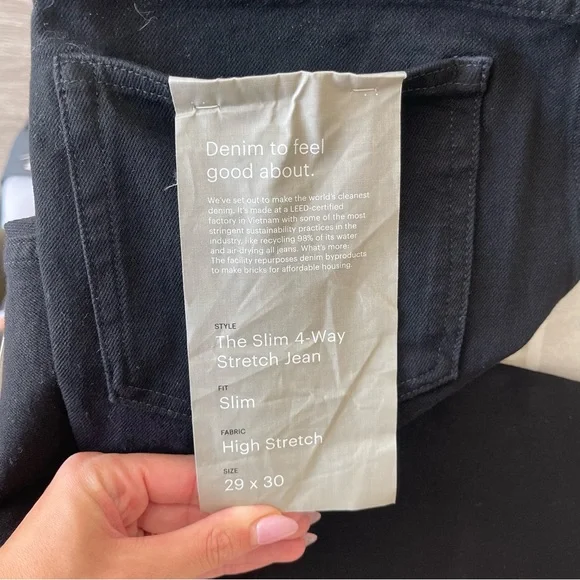 Denim to feel
good about.
We've set out to make the world's cleanest
denim. It's made at a LEED-certified
factory in Vietnam with some of the most
stringent sustainability practices in the
industry, like recycling 98% of its water
and air-drying all jeans. What's more:
The facility repurposes denim byproducts
to make bricks for affordable housing.
STYLE
The Slim 4-Way
Stretch Jean
FIT
Slim
FABRIC
High Stretch
SIZE
29 x 30